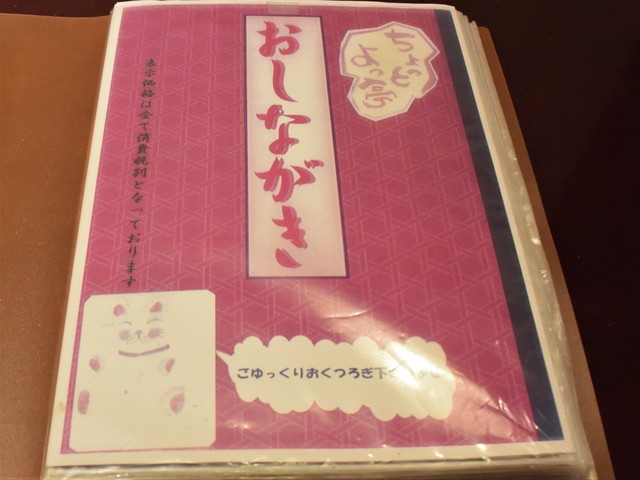 ちょっと
よっ亭
おしながき
表示価格は全て消費税別となっております
ごゆっくりおくつろぎ下さいませ